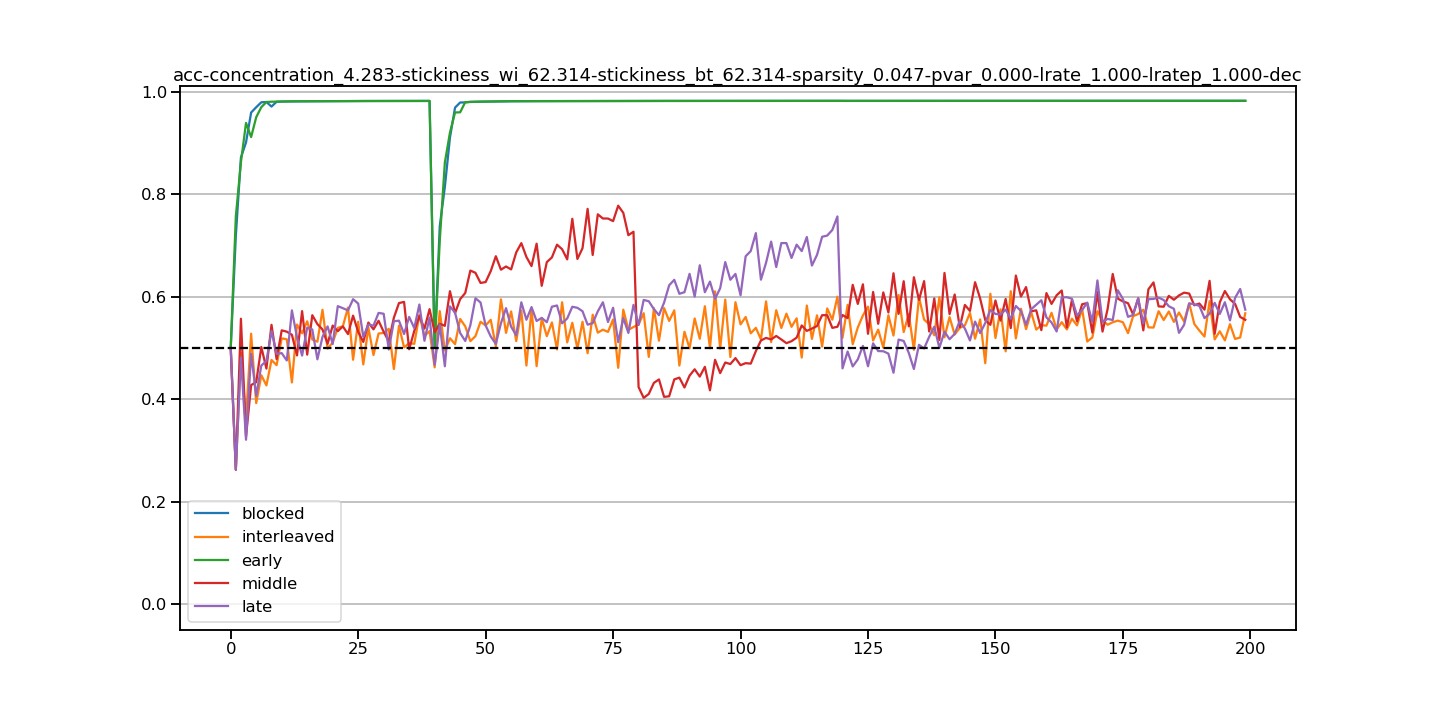 acc-concentration_4.283-stickiness_wi_62.314-stickiness_bt_62.314-sparsity_0.047-pvar_0.000-lrate_1.000-lratep_1.000-dec
1.0
0.8
0.6
0.4
0.2
0.0
blocked
interleaved
early
middle
late
0 25 50 75 100 125 150 175 200